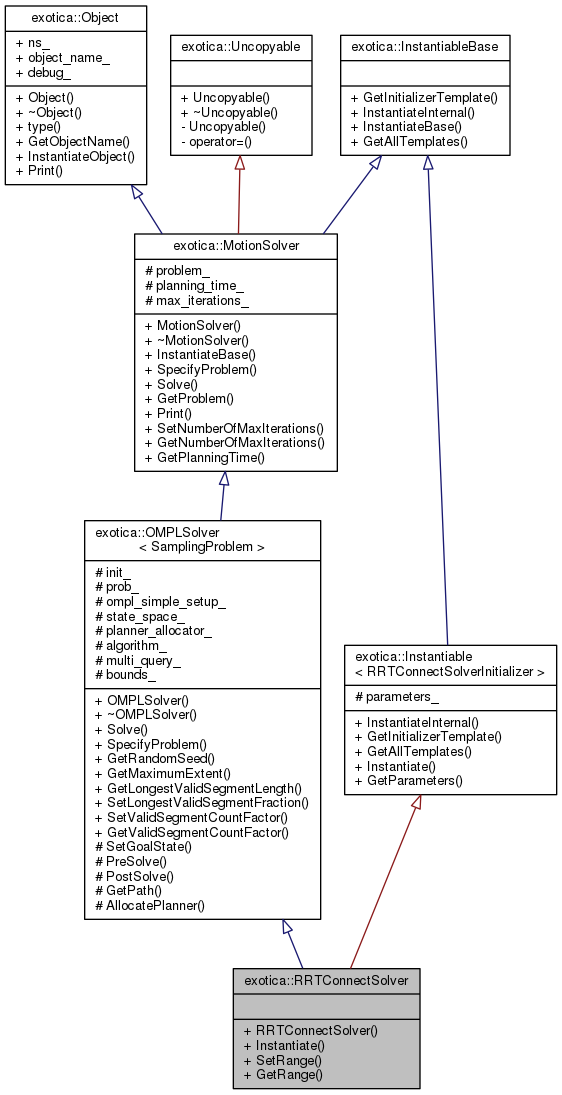 exotica::Object
+ ns_
+ object_name_
+ debug_
+ Object()
+ ~Object()
+ type()
+ GetObjectName()
+ InstantiateObject()
+ Print()
exotica::Uncopyable
+ Uncopyable()
+ ~Uncopyable()
- Uncopyable()
- operator=()
exotica::InstantiableBase
+ GetInitializerTemplate()
+ InstantiateInternal()
+ InstantiateBase()
+ GetAllTemplates()
exotica::MotionSolver
# problem_
# planning_time_
# max_iterations_
+ MotionSolver()
+ ~MotionSolver()
+ InstantiateBase()
+ SpecifyProblem()
+ Solve()
+ GetProblem()
+ Print()
+ SetNumberOfMaxIterations()
+ GetNumberOfMaxIterations()
+ GetPlanningTime()
exotica::OMPLSolver
< SamplingProblem >
# init_
# prob_
# ompl_simple_setup_
# state_space_
# planner_allocator_
# algorithm_
# multi_query_
# bounds_
+ OMPLSolver()
+ ~OMPLSolver()
+ Solve()
+ SpecifyProblem()
+ GetRandomSeed()
+ GetMaximumExtent()
+ GetLongestValidSegmentLength()
+ SetLongestValidSegmentFraction()
+ SetValidSegmentCountFactor()
+ GetValidSegmentCountFactor()
# SetGoalState()
# PreSolve()
# PostSolve()
# GetPath()
# AllocatePlanner()
exotica::Instantiable
< RRTConnectSolverInitializer >
# parameters_
+ InstantiateInternal()
+ GetInitializerTemplate()
+ GetAllTemplates()
+ Instantiate()
+ GetParameters()
exotica::RRTConnectSolver
+ RRTConnectSolver()
+ Instantiate()
+ SetRange()
+ GetRange()